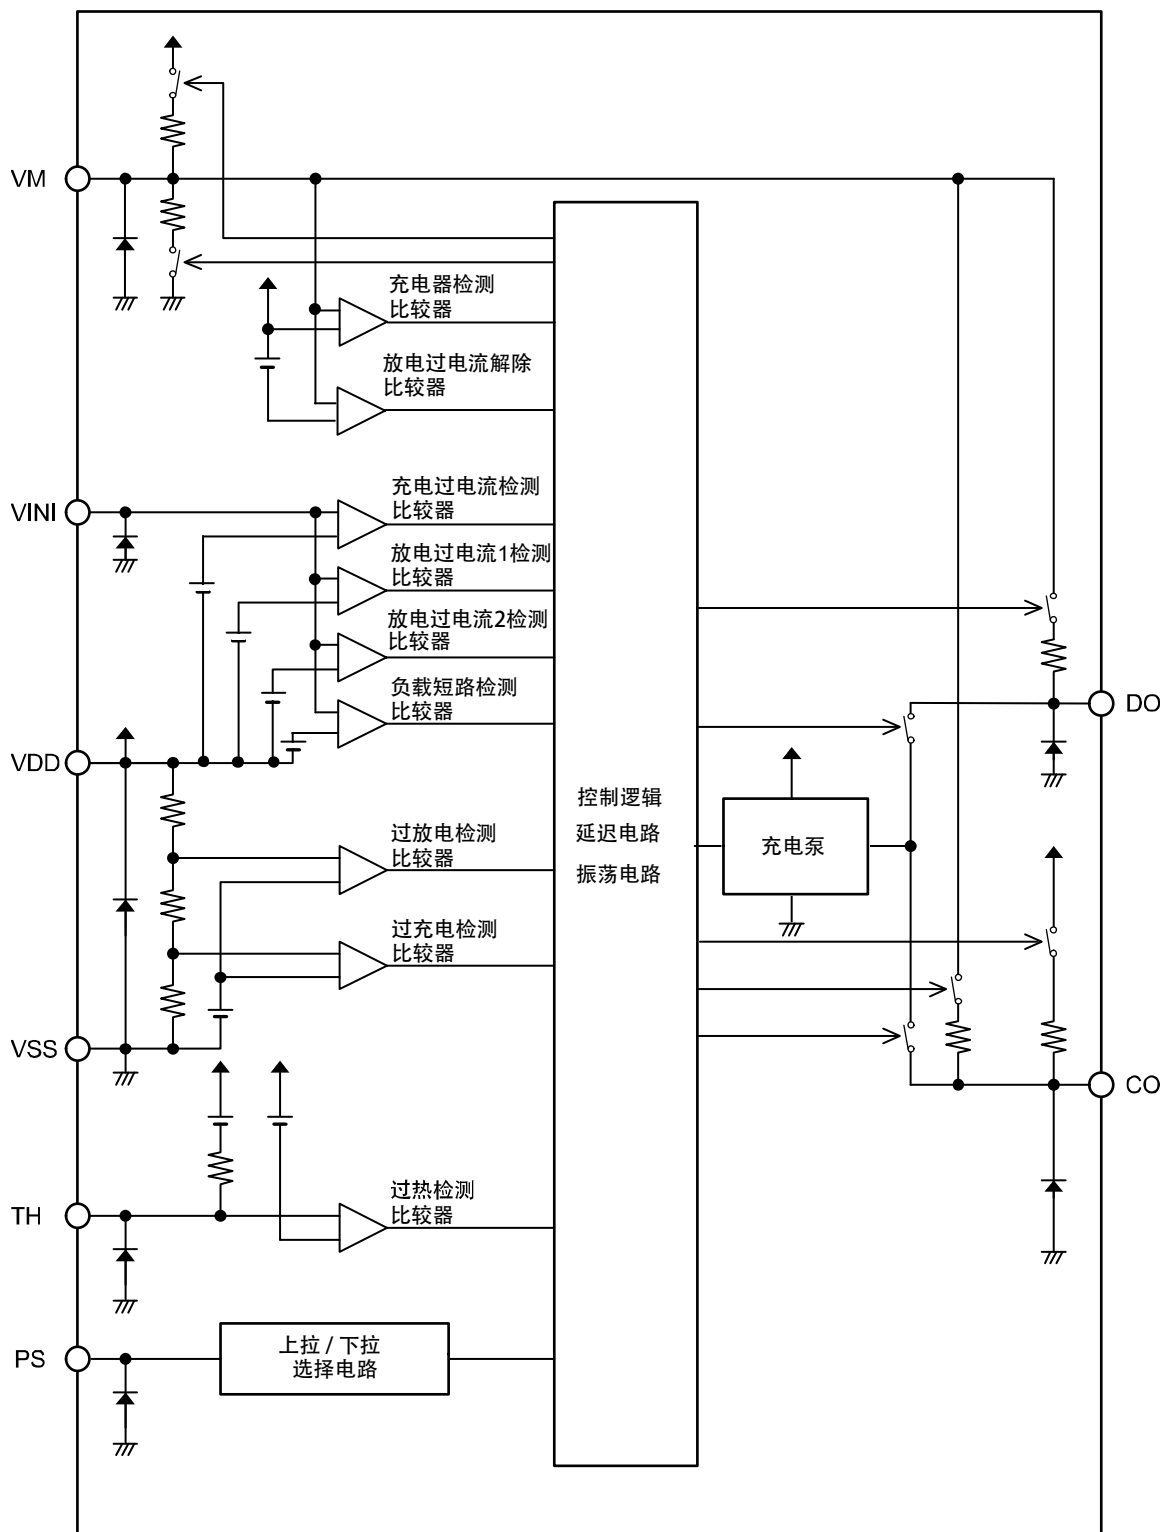 VM
充电器检测
比较器
放电过电流解除
比较器
VINI
充电过电流检测
比较器
放电过电流1检测
比较器
放电过电流2检测
比较器
负载短路检测
比较器
DO
VDD
控制逻辑
延迟电路
振荡电路
充电泵
过放电检测
比较器
过充电检测
比较器
VSS
CO
TH
过热检测
比较器
PS
上拉 / 下拉
选择电路